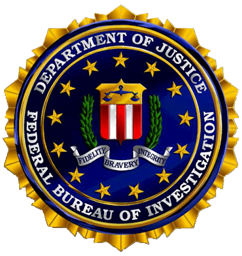 DEPARTMENT OF JUSTICE
FEDERAL BUREAU OF INVESTIGATION
FIDELITY
BRAVERY
INTEGRITY